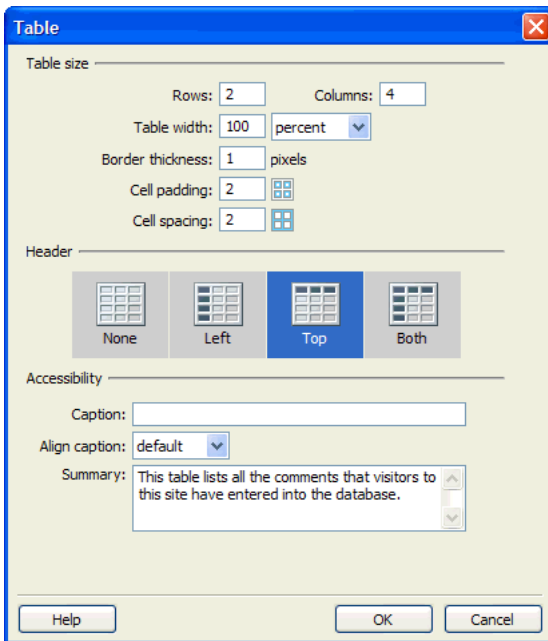 Table
Table size
Rows: 2 Columns: 4
Table width: 100 percent
Border thickness: 1 pixels
Cell padding: 2
Cell spacing: 2
Header
None Left Top Both
Accessibility
Caption:
Align caption: default
Summary: This table lists all the comments that visitors to
this site have entered into the database.
Help OK Cancel